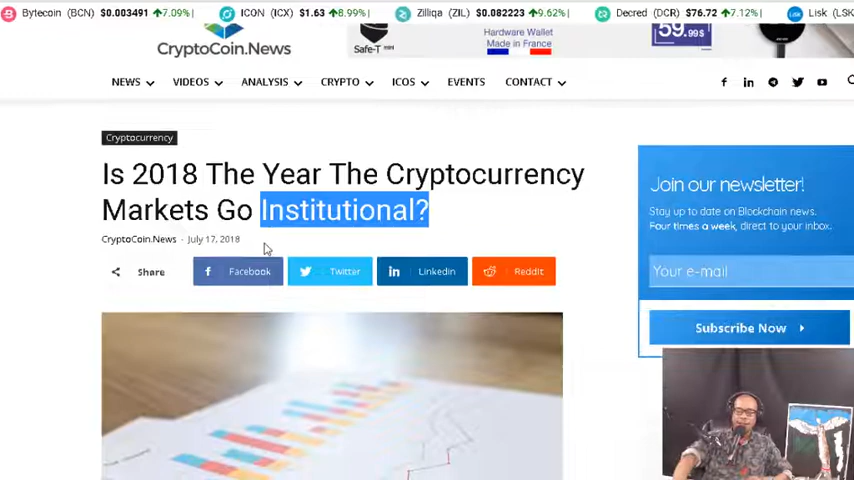 Bytecoin (BCN) $0.003491 ↑7.09% ICON (ICX) $1.63 ↑8.99% Zilliqa (ZIL) $0.082223 ↑9.62% Decred (DCR) $76.72 ↑7.12% Lisk (LSK
CryptoCoin.News
Safe-T mini
Hardware Wallet
Made in France
59.99$
NEWS VIDEOS ANALYSIS CRYPTO ICOS EVENTS CONTACT
Cryptocurrency
Is 2018 The Year The Cryptocurrency
Markets Go Institutional?
CryptoCoin.News - July 17, 2018
Share Facebook Twitter Linkedin Reddit
Join our newsletter!
Stay up to date on Blockchain news.
Four times a week, direct to your inbox.
Your e-mail
Subscribe Now